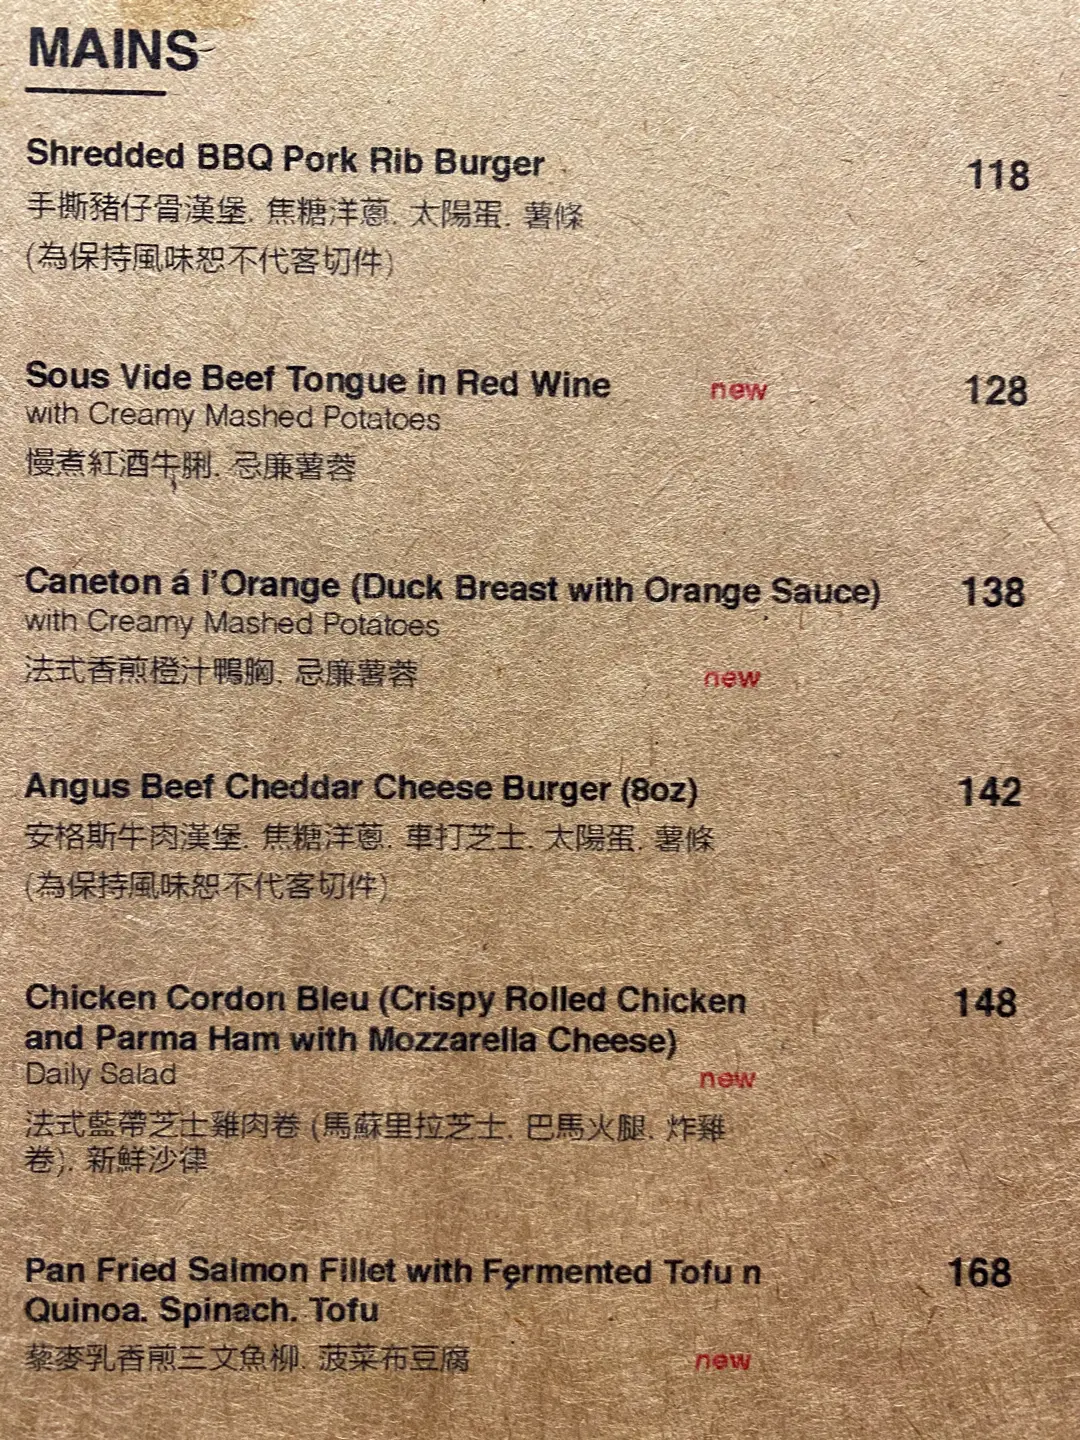 MAINS
Shredded BBQ Pork Rib Burger 118
手撕豬仔骨漢堡. 焦糖洋蔥. 太陽蛋. 薯條
(為保持風味恕不代客切件)
Sous Vide Beef Tongue in Red Wine new 128
with Creamy Mashed Potatoes
慢煮紅酒牛脷. 忌廉薯蓉
Caneton á l'Orange (Duck Breast with Orange Sauce) 138
with Creamy Mashed Potatoes
法式香煎橙汁鴨胸. 忌廉薯蓉 new
Angus Beef Cheddar Cheese Burger (8oz) 142
安格斯牛肉漢堡. 焦糖洋蔥. 車打芝士. 太陽蛋. 薯條
(為保持風味恕不代客切件)
Chicken Cordon Bleu (Crispy Rolled Chicken 148
and Parma Ham with Mozzarella Cheese)
Daily Salad new
法式藍帶芝士雞肉卷 (馬蘇里拉芝士. 巴馬火腿. 炸雞
卷). 新鮮沙律
Pan Fried Salmon Fillet with Fermented Tofu n 168
Quinoa. Spinach. Tofu
藜麥乳香煎三文魚柳. 菠菜布豆腐 new